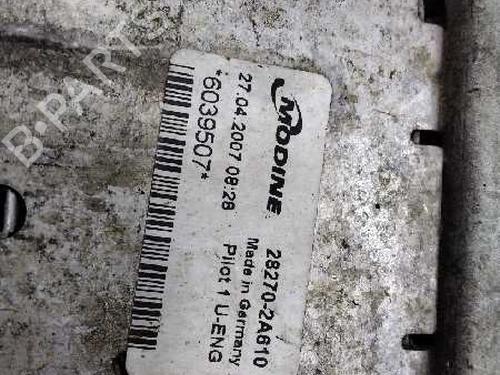 MODINE
27.04.2007 08:28
*6039507*
28270-2A610
Made in Germany
Pilot 1 U-ENG
B-PARTS